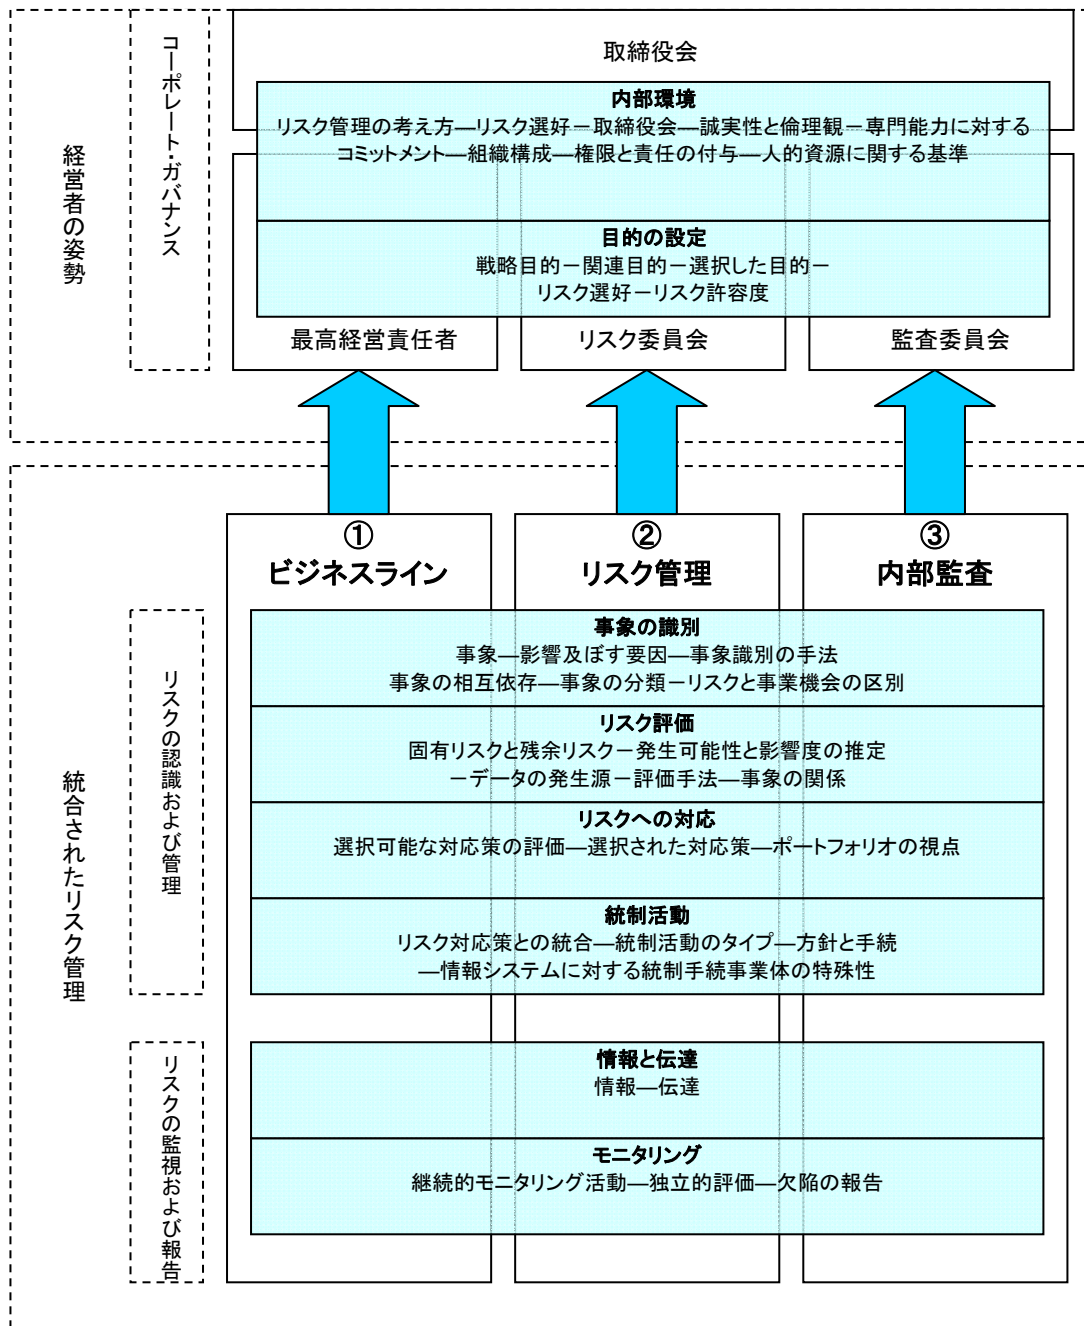 経営者の姿勢
コーポレート・ガバナンス
取締役会
内部環境
リスク管理の考え方―リスク選好－取締役会―誠実性と倫理観－専門能力に対する
コミットメント―組織構成―権限と責任の付与―人的資源に関する基準
目的の設定
戦略目的－関連目的－選択した目的－
リスク選好－リスク許容度
最高経営責任者
リスク委員会
監査委員会
統合されたリスク管理
①
ビジネスライン
②
リスク管理
③
内部監査
リスクの認識および管理
事象の識別
事象―影響及ぼす要因―事象識別の手法
事象の相互依存―事象の分類－リスクと事業機会の区別
リスク評価
固有リスクと残余リスク－発生可能性と影響度の推定
－データの発生源－評価手法―事象の関係
リスクへの対応
選択可能な対応策の評価―選択された対応策―ポートフォリオの視点
統制活動
リスク対応策との統合―統制活動のタイプ―方針と手続
―情報システムに対する統制手続事業体の特殊性
リスクの監視および報告
情報と伝達
情報―伝達
モニタリング
継続的モニタリング活動―独立的評価―欠陥の報告